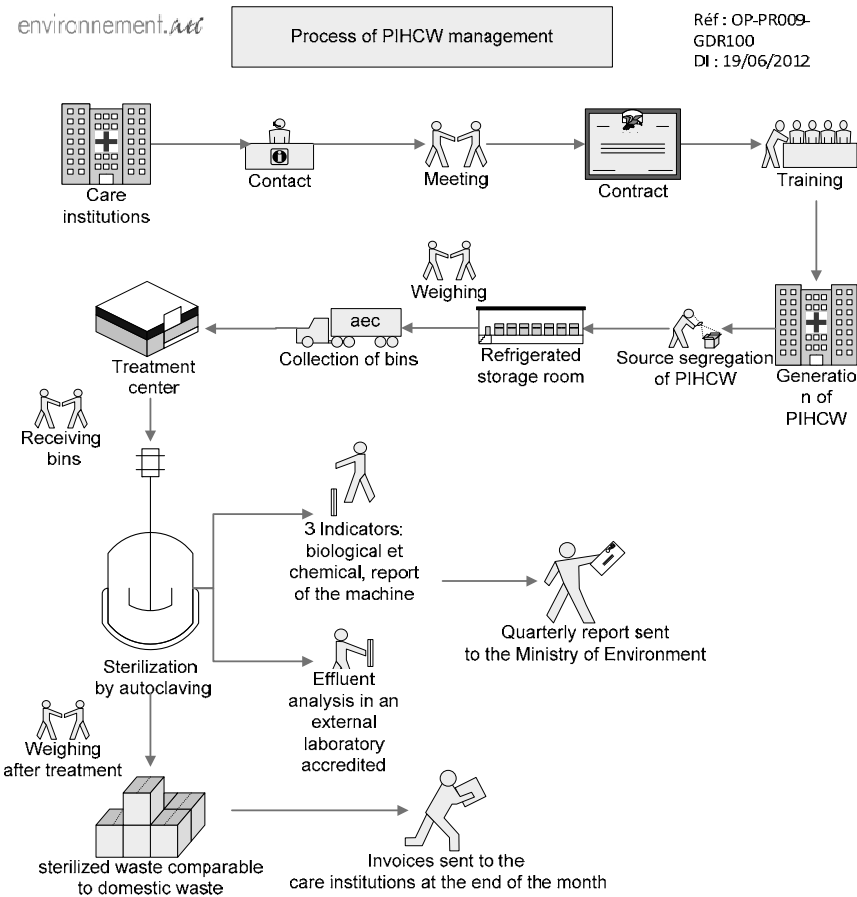 environnement.aec
Process of PIHCW management
Réf : OP-PR009-
GDR100
DI : 19/06/2012
Care
institutions
Contact
Meeting
Contract
Training
Weighing
aec
Treatment
center
Collection of bins
Refrigerated
storage room
Source segregation
of PIHCW
Generatio
n of
PIHCW
Receiving
bins
3 Indicators:
biological et
chemical, report
of the machine
Quarterly report sent
to the Ministry of Environment
Sterilization
by autoclaving
Effluent
analysis in an
external
laboratory
accredited
Weighing
after treatment
sterilized waste comparable
to domestic waste
Invoices sent to the
care institutions at the end of the month